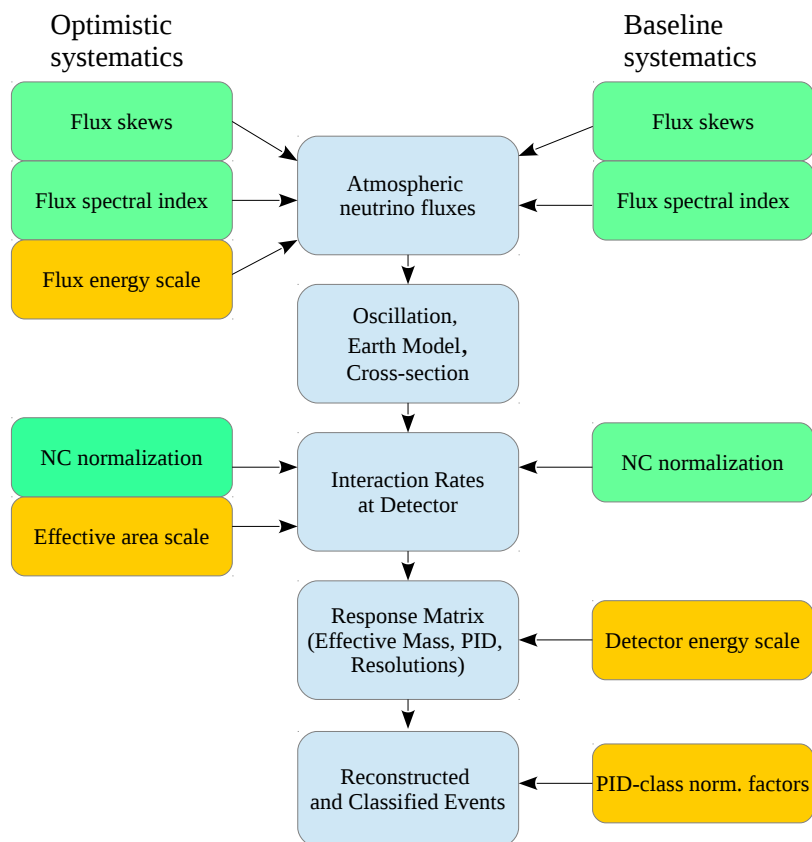 Optimistic
systematics
Baseline
systematics
Flux skews
Flux spectral index
Flux energy scale
Atmospheric
neutrino fluxes
Flux skews
Flux spectral index
Oscillation,
Earth Model,
Cross-section
NC normalization
Effective area scale
Interaction Rates
at Detector
NC normalization
Response Matrix
(Effective Mass, PID,
Resolutions)
Detector energy scale
Reconstructed
and Classified Events
PID-class norm. factors